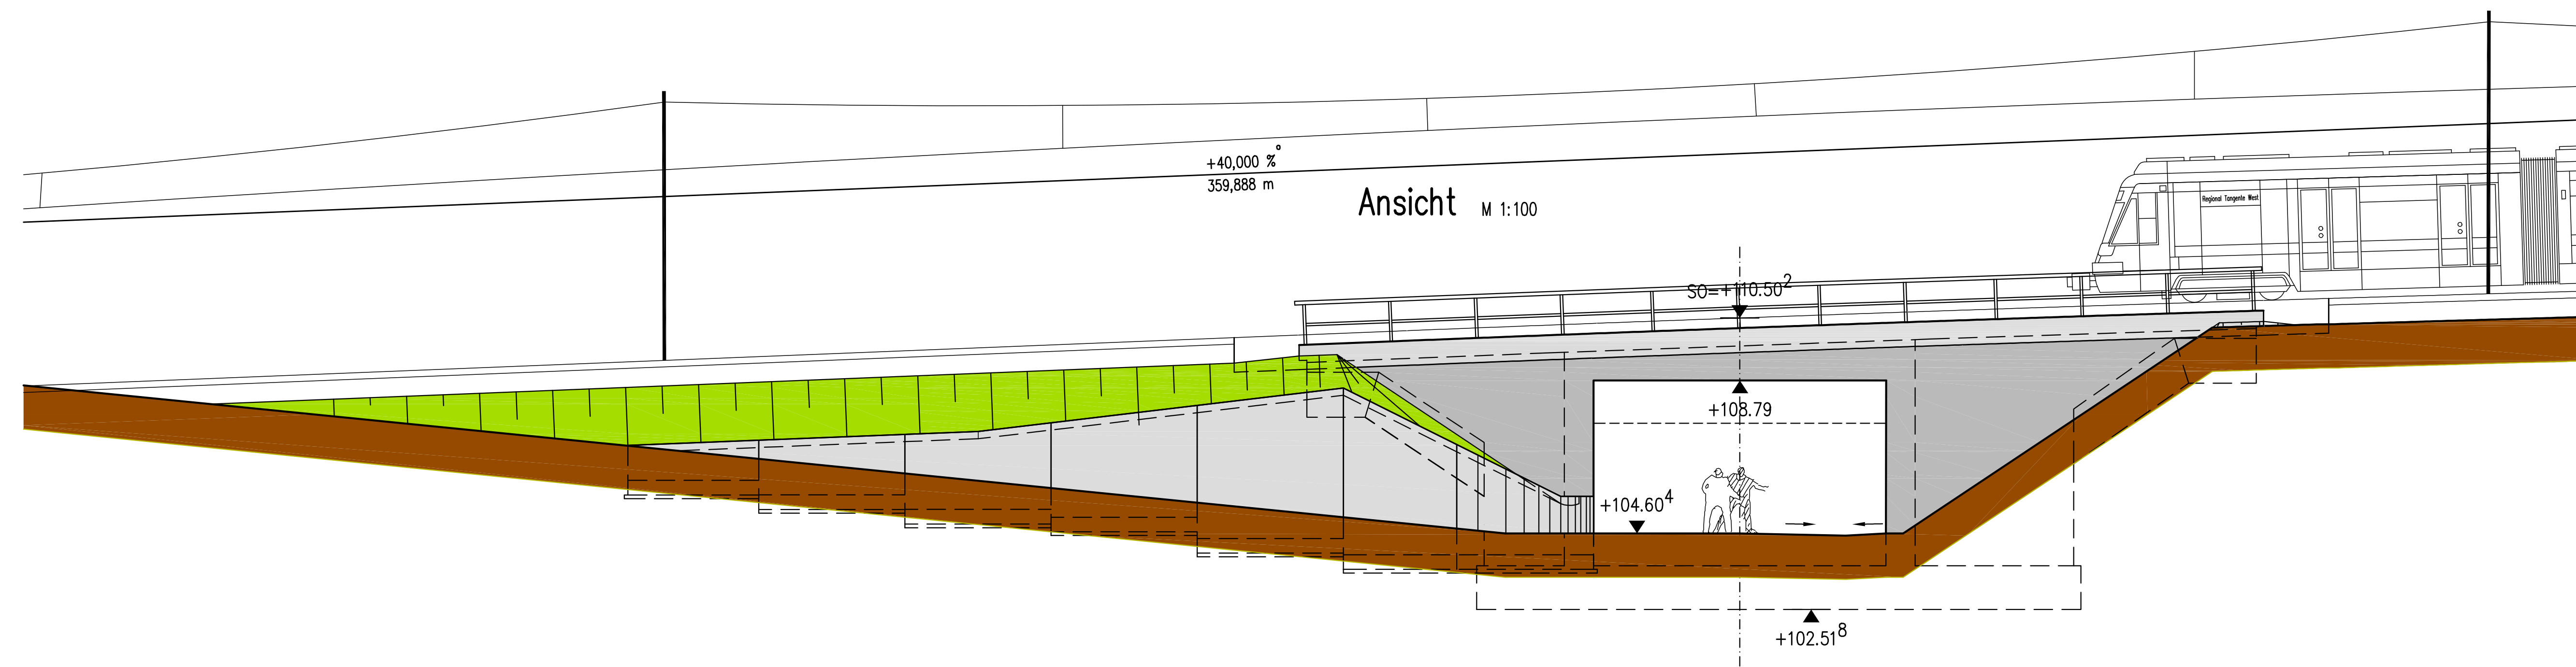 +40,000 %°
359,888 m
Ansicht M 1:100
Regional Tangente West
SO=+110.50²
+108.79
+104.60⁴
+102.51⁸